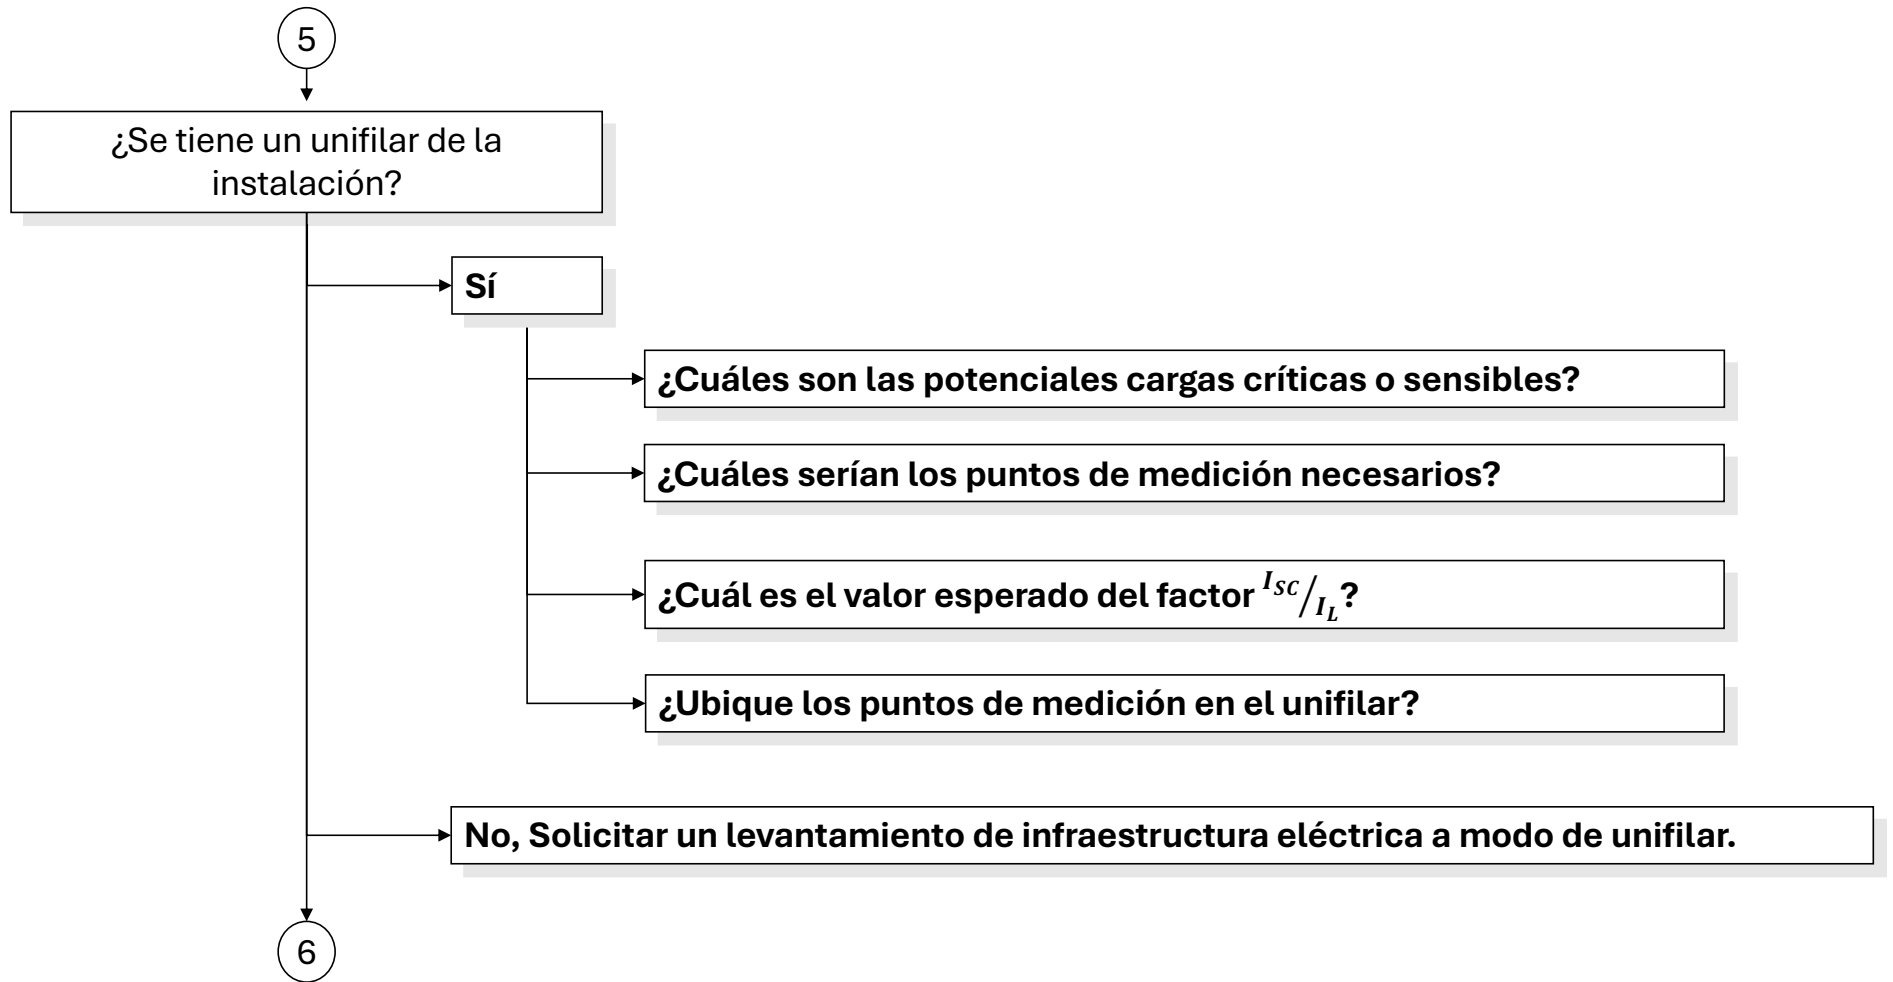 5
¿Se tiene un unifilar de la
instalación?
Sí
¿Cuáles son las potenciales cargas críticas o sensibles?
¿Cuáles serían los puntos de medición necesarios?
¿Cuál es el valor esperado del factor I_SC/I_L?
¿Ubique los puntos de medición en el unifilar?
No, Solicitar un levantamiento de infraestructura eléctrica a modo de unifilar.
6